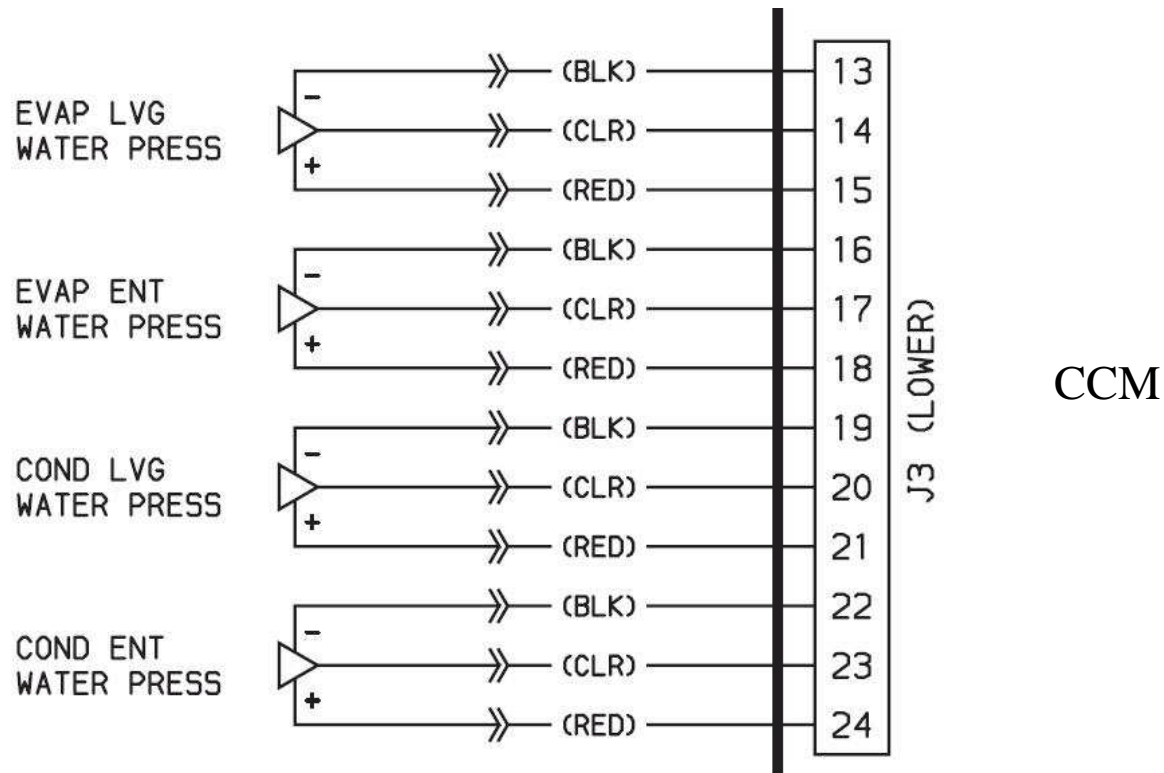 (BLK) 13
EVAP LVG
WATER PRESS
-
(CLR) 14
+
(RED) 15
(BLK) 16
EVAP ENT
WATER PRESS
-
(CLR) 17
+
(RED) 18
(BLK) 19
COND LVG
WATER PRESS
-
(CLR) 20
+
(RED) 21
(BLK) 22
COND ENT
WATER PRESS
-
(CLR) 23
+
(RED) 24
J3 (LOWER)
CCM